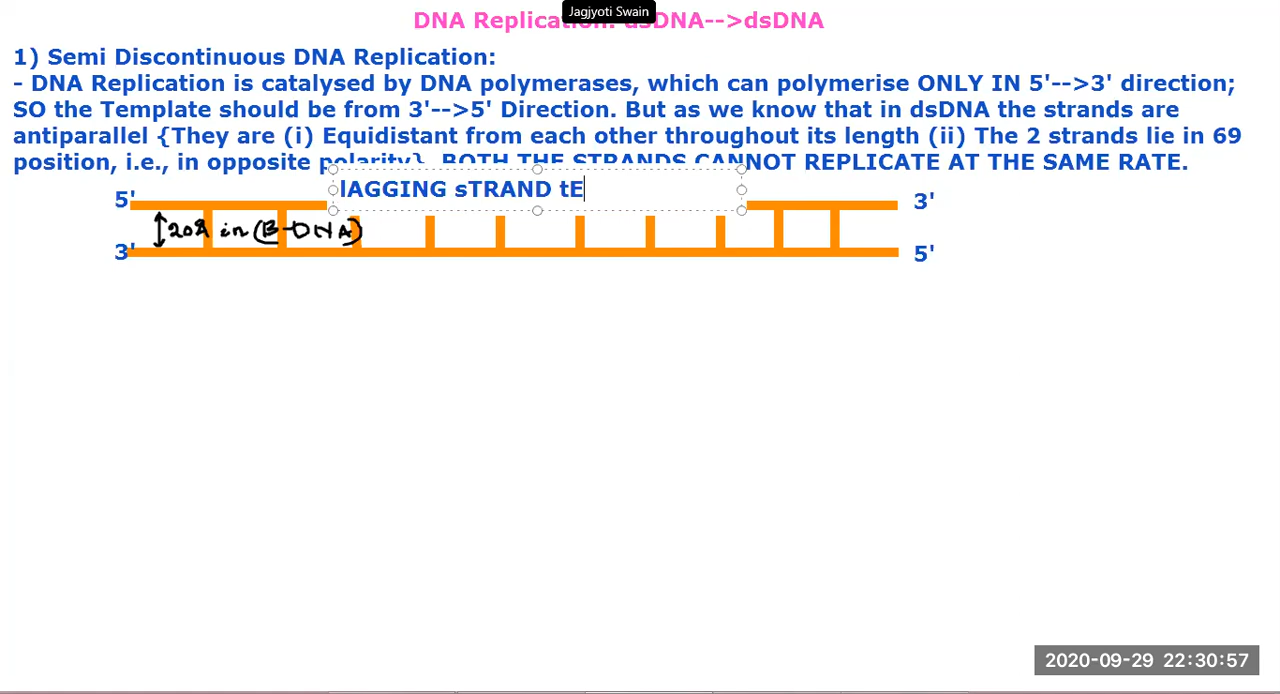 DNA Replication: dsDNA-->dsDNA
Jagjyoti Swain
1) Semi Discontinuous DNA Replication:
- DNA Replication is catalysed by DNA polymerases, which can polymerise ONLY IN 5'-->3' direction;
SO the Template should be from 3'-->5' Direction. But as we know that in dsDNA the strands are
antiparallel {They are (i) Equidistant from each other throughout its length (ii) The 2 strands lie in 69
position, i.e., in opposite polarity}, BOTH THE STRANDS CANNOT REPLICATE AT THE SAME RATE.
lAGGING sTRAND tE
5' 3'
20Å in (B-DNA)
3' 5'
2020-09-29 22:30:57